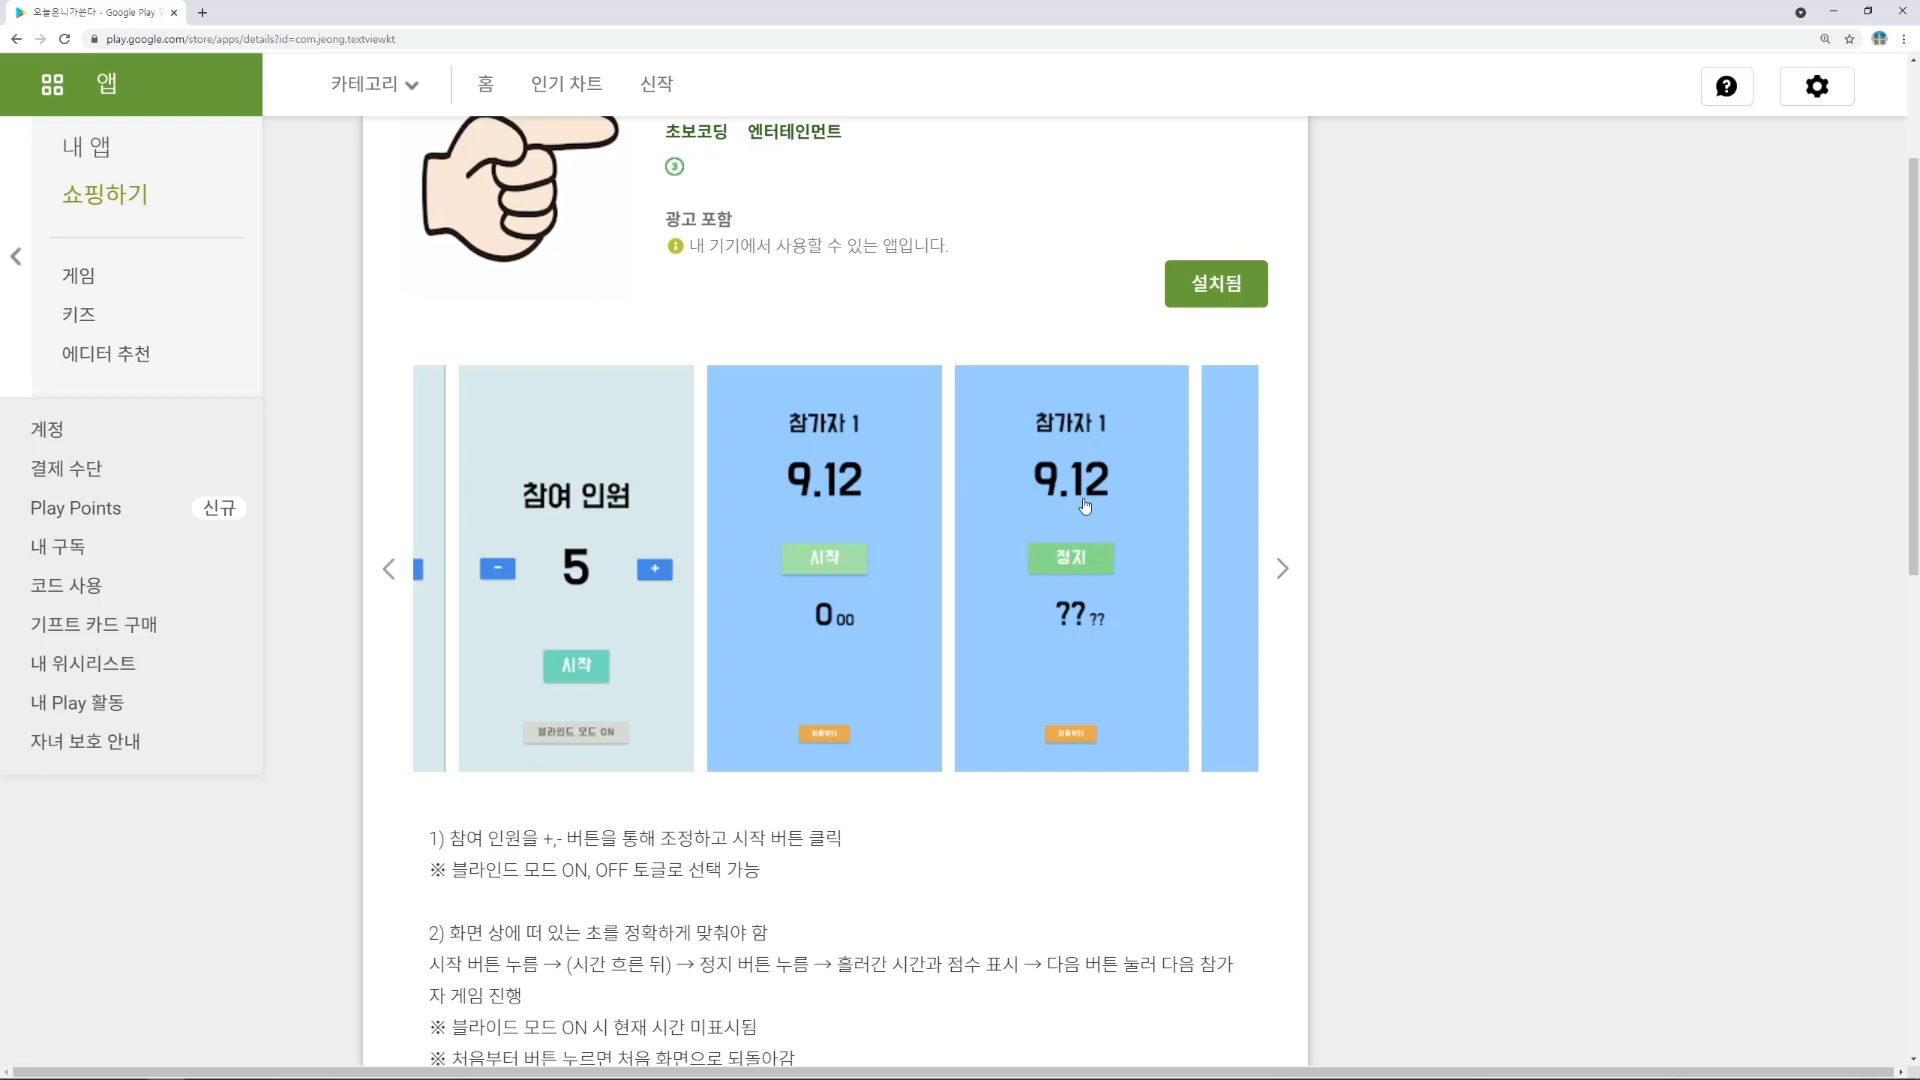 오늘은니가쏜다 - Google Play
play.google.com/store/apps/details?id=com.jeong.textviewkt
앱
카테고리
홈
인기 차트
신작
내 앱
쇼핑하기
게임
키즈
에디터 추천
계정
결제 수단
Play Points
신규
내 구독
코드 사용
기프트 카드 구매
내 위시리스트
내 Play 활동
자녀 보호 안내
초보코딩 엔터테인먼트
3
광고 포함
내 기기에서 사용할 수 있는 앱입니다.
설치됨
참여 인원
-
5
+
시작
블라인드 모드 ON
참가자 1
9.12
시작
0 00
처음부터
참가자 1
9.12
정지
?? ??
처음부터
1) 참여 인원을 +,- 버튼을 통해 조정하고 시작 버튼 클릭
※ 블라인드 모드 ON, OFF 토글로 선택 가능
2) 화면 상에 떠 있는 초를 정확하게 맞춰야 함
시작 버튼 누름 → (시간 흐른 뒤) → 정지 버튼 누름 → 흘러간 시간과 점수 표시 → 다음 버튼 눌러 다음 참가
자 게임 진행
※ 블라이드 모드 ON 시 현재 시간 미표시됨
※ 처음부터 버튼 누르면 처음 화면으로 되돌아감